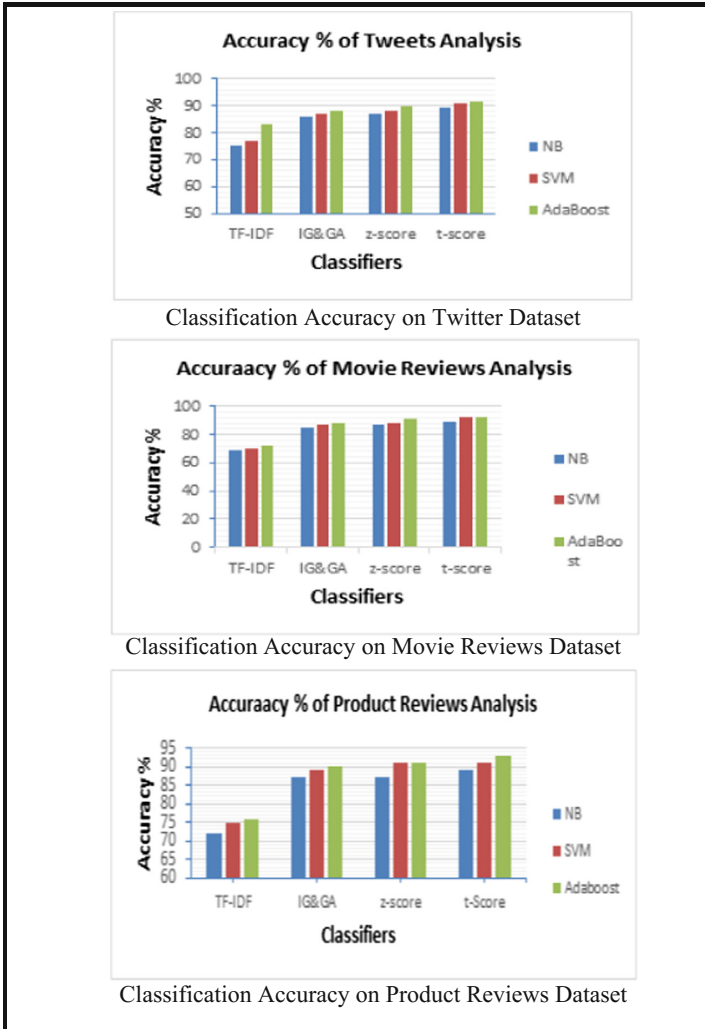 Accuracy % of Tweets Analysis
Accuracy %
100
90
80
70
60
50
TF-IDF IG&GA z-score t-score
Classifiers
NB
SVM
AdaBoost
Classification Accuracy on Twitter Dataset
Accuraacy % of Movie Reviews Analysis
Accuracy %
100
80
60
40
20
0
TF-IDF IG&GA z-score t-score
Classifiers
NB
SVM
AdaBoo
st
Classification Accuracy on Movie Reviews Dataset
Accuraacy % of Product Reviews Analysis
Accuracy %
95
90
85
80
75
70
65
60
TF-IDF IG&GA z-score t-Score
Classifiers
NB
SVM
Adaboost
Classification Accuracy on Product Reviews Dataset